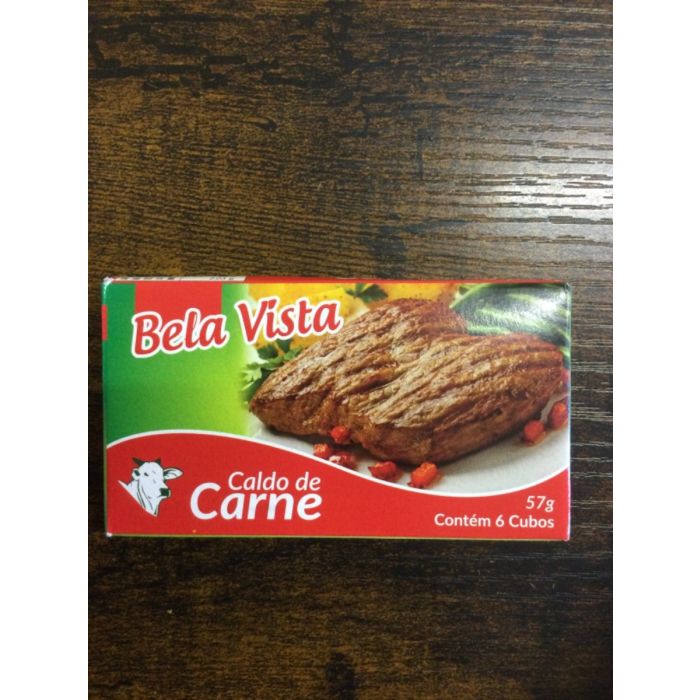 Bela Vista
Caldo de
Carne
57g
Contém 6 Cubos